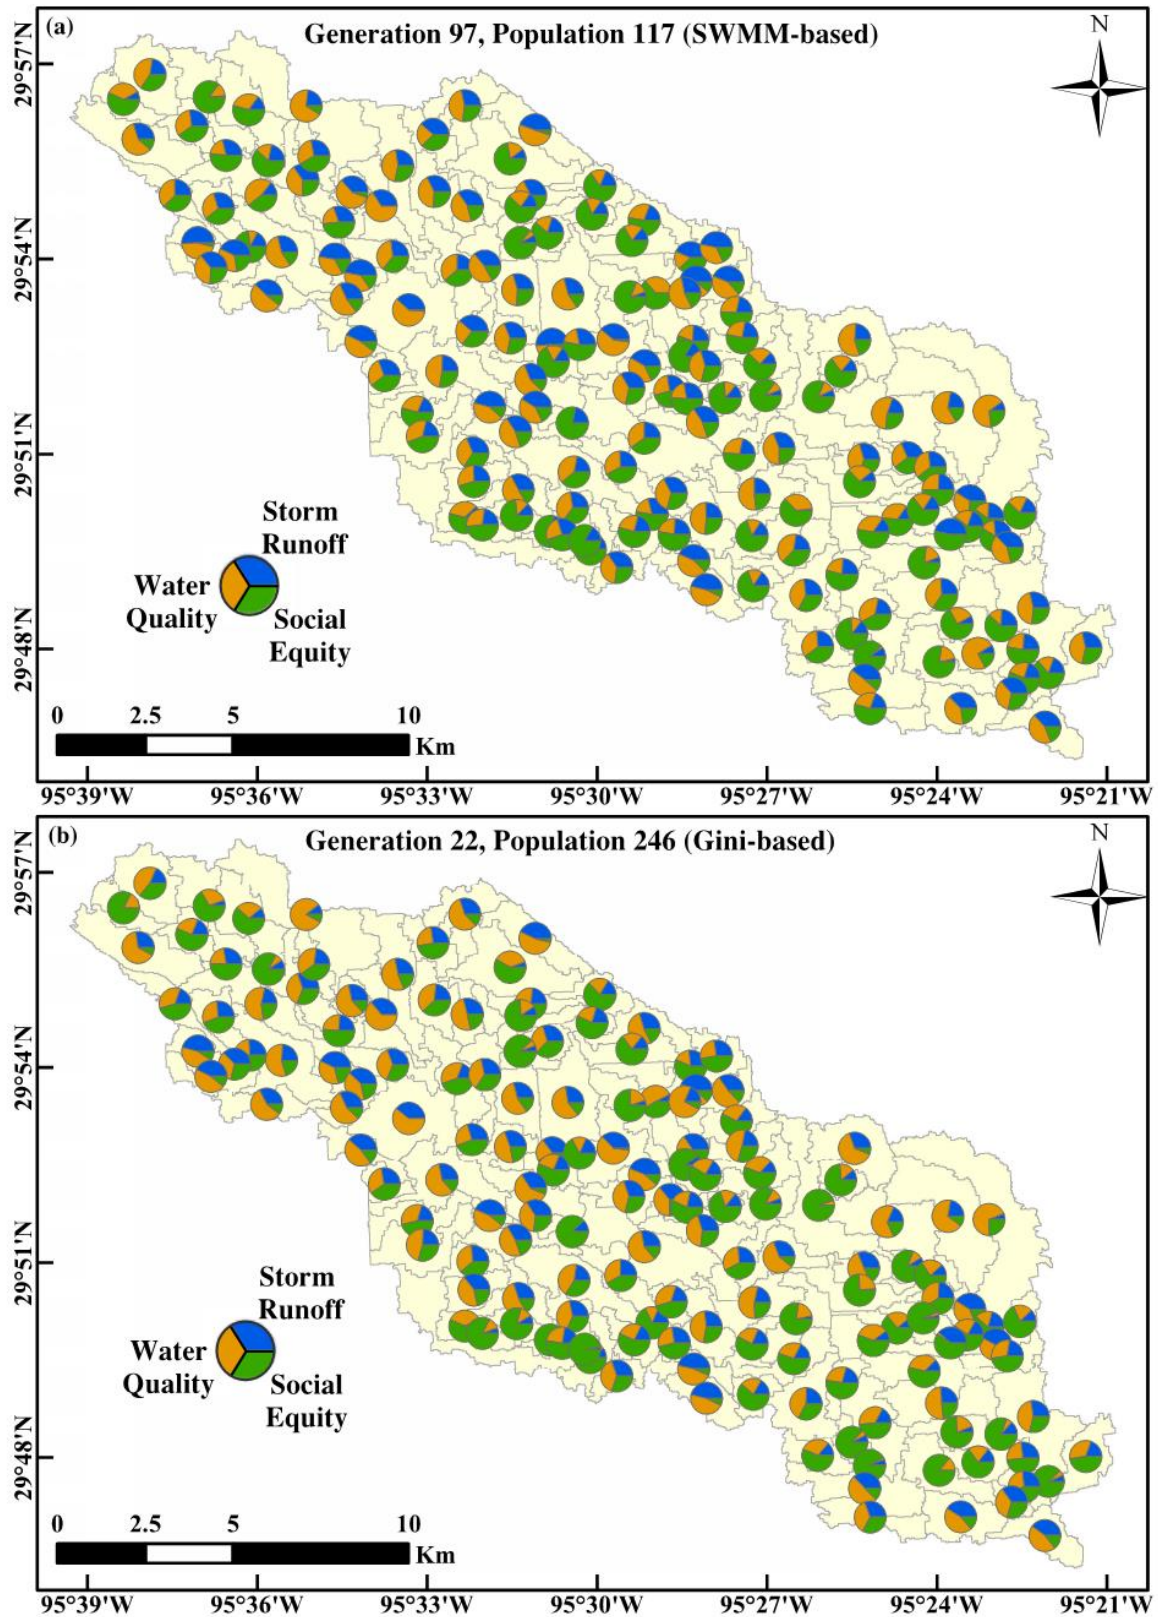 (a)
Generation 97, Population 117 (SWMM-based)
N
29°57'N
29°54'N
29°51'N
29°48'N
Storm
Runoff
Water
Quality
Social
Equity
0 2.5 5 10
Km
95°39'W 95°36'W 95°33'W 95°30'W 95°27'W 95°24'W 95°21'W
(b)
Generation 22, Population 246 (Gini-based)
N
29°57'N
29°54'N
29°51'N
29°48'N
Storm
Runoff
Water
Quality
Social
Equity
0 2.5 5 10
Km
95°39'W 95°36'W 95°33'W 95°30'W 95°27'W 95°24'W 95°21'W